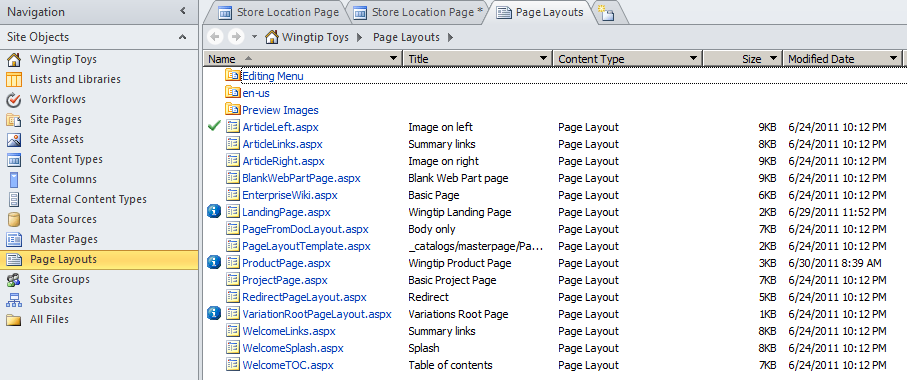 Navigation
Store Location Page
Store Location Page *
Page Layouts
Site Objects
Wingtip Toys
Lists and Libraries
Workflows
Site Pages
Site Assets
Content Types
Site Columns
External Content Types
Data Sources
Master Pages
Page Layouts
Site Groups
Subsites
All Files
Wingtip Toys Page Layouts
Name Title Content Type Size Modified Date
Editing Menu
en-us
Preview Images
ArticleLeft.aspx Image on left Page Layout 9KB 6/24/2011 10:12 PM
ArticleLinks.aspx Summary links Page Layout 8KB 6/24/2011 10:12 PM
ArticleRight.aspx Image on right Page Layout 9KB 6/24/2011 10:12 PM
BlankWebPartPage.aspx Blank Web Part page Page Layout 9KB 6/24/2011 10:12 PM
EnterpriseWiki.aspx Basic Page Page Layout 6KB 6/24/2011 10:12 PM
LandingPage.aspx Wingtip Landing Page Page Layout 2KB 6/29/2011 11:52 PM
PageFromDocLayout.aspx Body only Page Layout 7KB 6/24/2011 10:12 PM
PageLayoutTemplate.aspx _catalogs/masterpage/Pa... Page Layout 2KB 6/24/2011 10:12 PM
ProductPage.aspx Wingtip Product Page Page Layout 3KB 6/30/2011 8:39 AM
ProjectPage.aspx Basic Project Page Page Layout 7KB 6/24/2011 10:12 PM
RedirectPageLayout.aspx Redirect Page Layout 5KB 6/24/2011 10:12 PM
VariationRootPageLayout.aspx Variations Root Page Page Layout 1KB 6/24/2011 10:12 PM
WelcomeLinks.aspx Summary links Page Layout 8KB 6/24/2011 10:12 PM
WelcomeSplash.aspx Splash Page Layout 8KB 6/24/2011 10:12 PM
WelcomeTOC.aspx Table of contents Page Layout 7KB 6/24/2011 10:12 PM